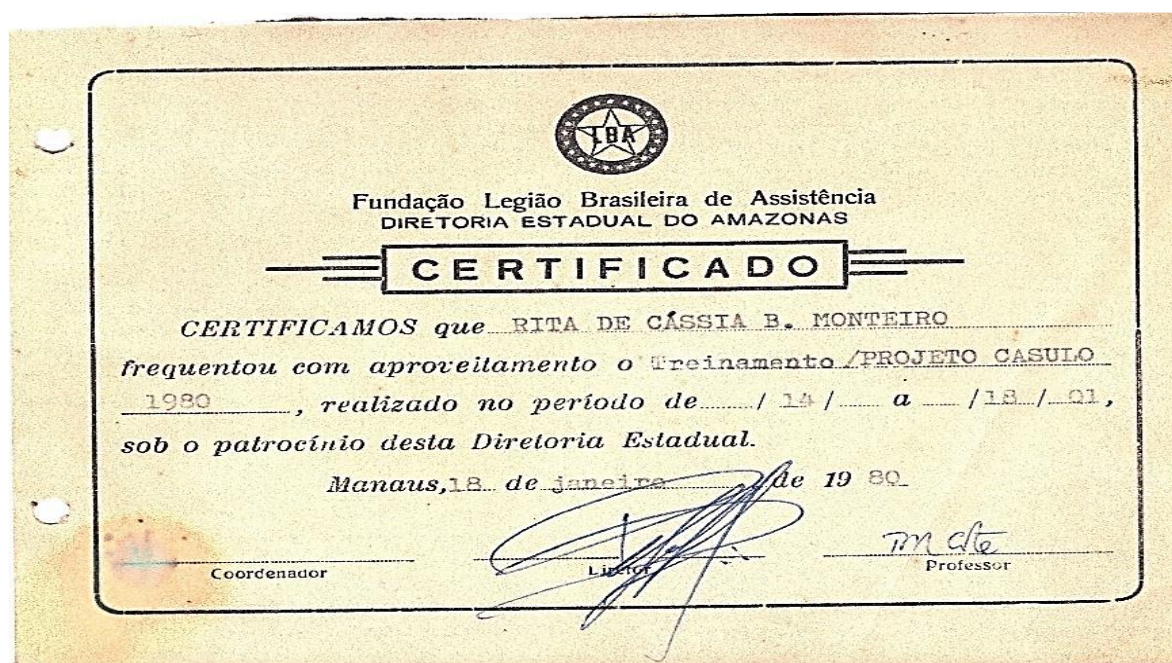 LBA
Fundação Legião Brasileira de Assistência
DIRETORIA ESTADUAL DO AMAZONAS
CERTIFICADO
CERTIFICAMOS que RITA DE CÁSSIA B. MONTEIRO
frequentou com aproveitamento o Treinamento /PROJETO CASULO
1980, realizado no período de / 14 / a /18 / 01,
sob o patrocínio desta Diretoria Estadual.
Manaus, 18 de janeiro de 19 80
Coordenador Diretor Professor